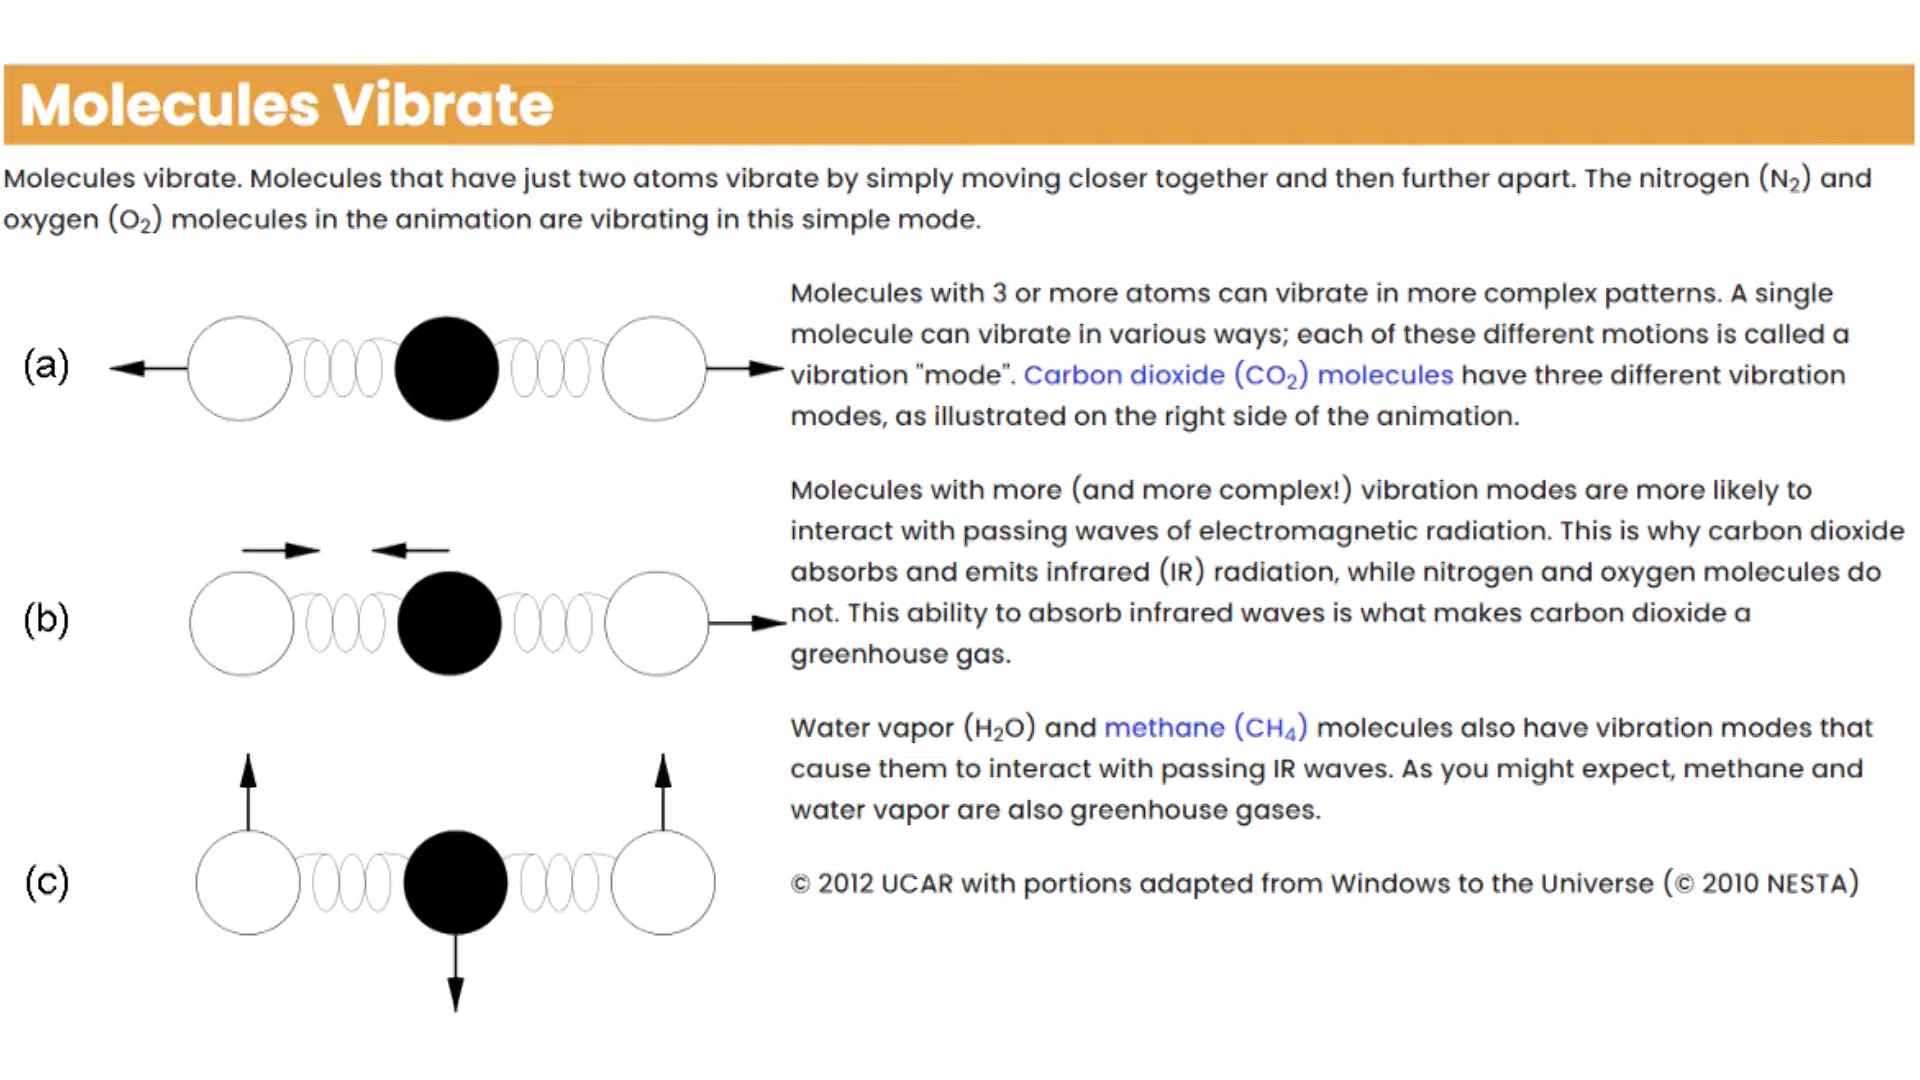 Molecules Vibrate
Molecules vibrate. Molecules that have just two atoms vibrate by simply moving closer together and then further apart. The nitrogen (N₂) and
oxygen (O₂) molecules in the animation are vibrating in this simple mode.
(a)
Molecules with 3 or more atoms can vibrate in more complex patterns. A single
molecule can vibrate in various ways; each of these different motions is called a
vibration "mode". Carbon dioxide (CO₂) molecules have three different vibration
modes, as illustrated on the right side of the animation.
(b)
Molecules with more (and more complex!) vibration modes are more likely to
interact with passing waves of electromagnetic radiation. This is why carbon dioxide
absorbs and emits infrared (IR) radiation, while nitrogen and oxygen molecules do
not. This ability to absorb infrared waves is what makes carbon dioxide a
greenhouse gas.
(c)
Water vapor (H₂O) and methane (CH₄) molecules also have vibration modes that
cause them to interact with passing IR waves. As you might expect, methane and
water vapor are also greenhouse gases.
© 2012 UCAR with portions adapted from Windows to the Universe (© 2010 NESTA)